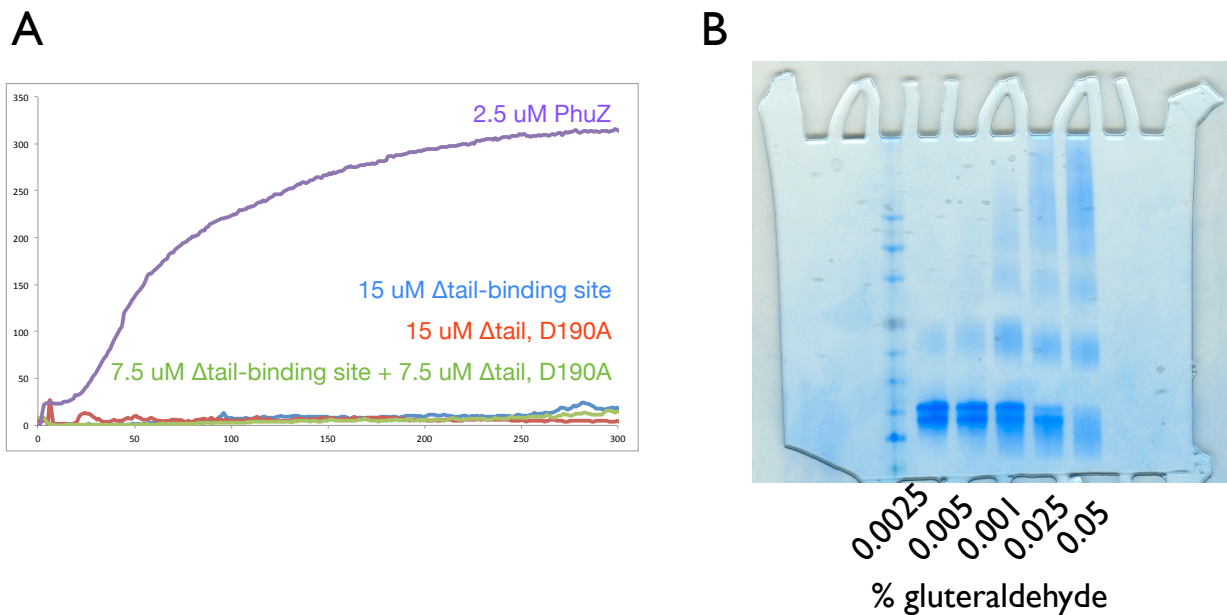 A
B
350
300
250
200
150
100
50
0
0
50
100
150
200
250
300
2.5 uM PhuZ
15 uM Δtail-binding site
15 uM Δtail, D190A
7.5 uM Δtail-binding site + 7.5 uM Δtail, D190A
0.0025
0.005
0.001
0.025
0.05
% gluteraldehyde